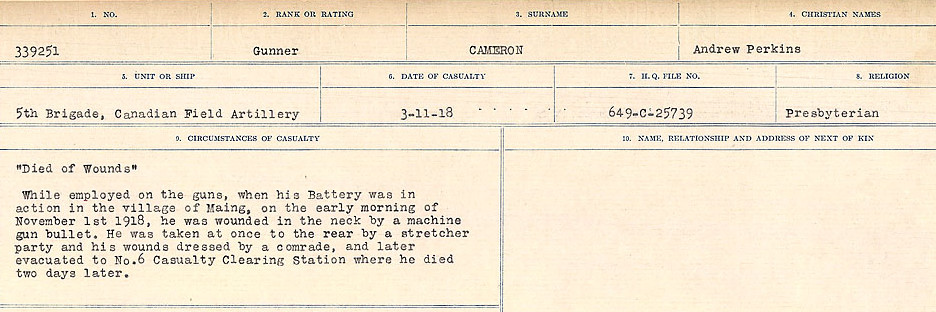 1. NO. 2. RANK OR RATING 3. SURNAME 4. CHRISTIAN NAMES
339251 Gunner CAMERON Andrew Perkins
5. UNIT OR SHIP 6. DATE OF CASUALTY 7. H.Q. FILE NO. 8. RELIGION
5th Brigade, Canadian Field Artillery 3-11-18 649-C-25739 Presbyterian
9. CIRCUMSTANCES OF CASUALTY 10. NAME, RELATIONSHIP AND ADDRESS OF NEXT OF KIN
"Died of Wounds"
While employed on the guns, when his Battery was in
action in the village of Maing, on the early morning of
November 1st 1918, he was wounded in the neck by a machine
gun bullet. He was taken at once to the rear by a stretcher
party and his wounds dressed by a comrade, and later
evacuated to No.6 Casualty Clearing Station where he died
two days later.